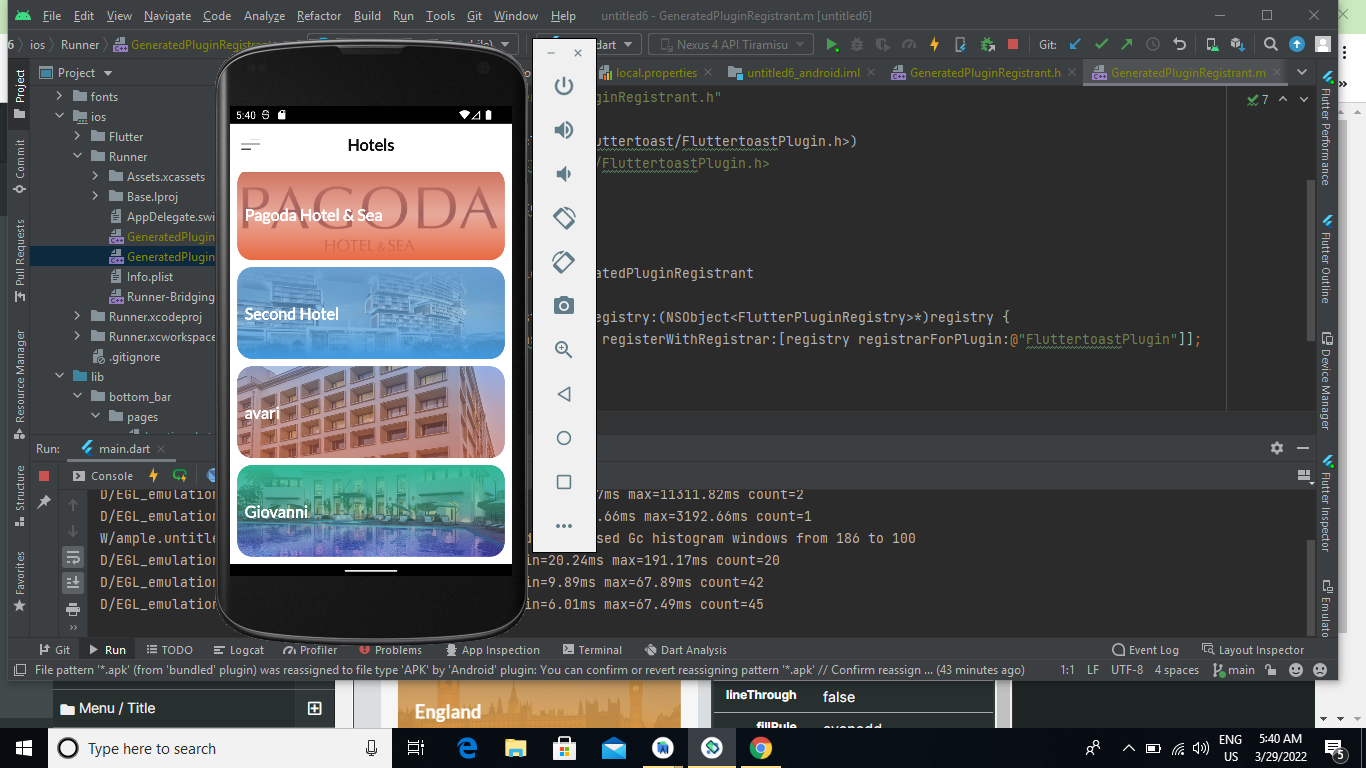 File Edit View Navigate Code Analyze Refactor Build Run Tools Git Window Help untitled6 - GeneratedPluginRegistrant.m [untitled6]
6 ios Runner GeneratedPluginRegistrant
dart Nexus 4 API Tiramisu Git:
Project
local.properties untitled6_android.iml GeneratedPluginRegistrant.h GeneratedPluginRegistrant.m
fonts
ios
Flutter
Runner
Assets.xcassets
Base.lproj
AppDelegate.swi
GeneratedPlugin
GeneratedPlugin
Info.plist
Runner-Bridging
Runner.xcodeproj
Runner.xcworkspace
.gitignore
lib
bottom_bar
pages
ginRegistrant.h"
7
uttertoast/FluttertoastPlugin.h>)
/FluttertoastPlugin.h>
atedPluginRegistrant
egistry:(NSObject<FlutterPluginRegistry>*)registry {
registerWithRegistrar:[registry registrarForPlugin:@"FluttertoastPlugin"]];
5:40
Hotels
PAGODA
Pagoda Hotel & Sea
HOTEL & SEA
Second Hotel
avari
Giovanni
Project
Commit
Pull Requests
Resource Manager
Structure
Favorites
Flutter Performance
Flutter Outline
Device Manager
Flutter Inspector
Emulato
Run: main.dart
Console
D/EGL_emulation 7ms max=11311.82ms count=2
D/EGL_emulation .66ms max=3192.66ms count=1
W/ample.untitle sed Gc histogram windows from 186 to 100
D/EGL_emulation in=20.24ms max=191.17ms count=20
D/EGL_emulation in=9.89ms max=67.89ms count=42
D/EGL_emulation in=6.01ms max=67.49ms count=45
Git Run TODO Logcat Profiler Problems App Inspection Terminal Dart Analysis Event Log Layout Inspector
File pattern '*.apk' (from 'bundled' plugin) was reassigned to file type 'APK' by 'Android' plugin: You can confirm or revert reassigning pattern '*.apk' // Confirm reassign ... (43 minutes ago) 1:1 LF UTF-8 4 spaces main
Menu / Title
England
lineThrough false
fillRule evenodd
Type here to search
ENG
US
5:40 AM
3/29/2022
5